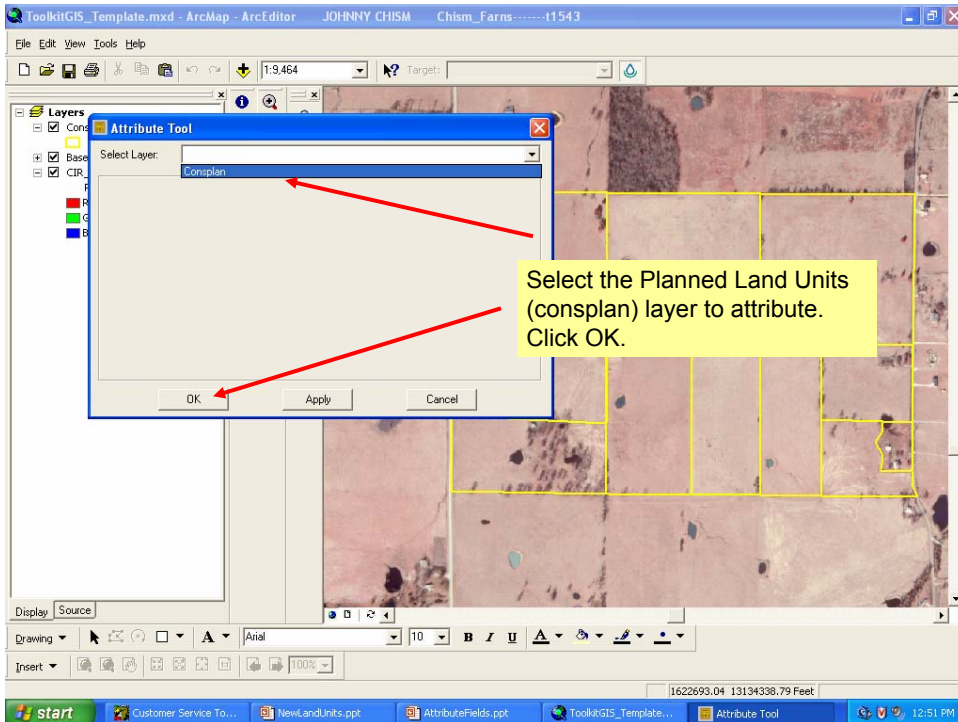 ToolkitGIS_Template.mxd - ArcMap - ArcEditor JOHNNY CHISM Chism_Farns-------t1543
File Edit View Tools Help
1:9,464 Target:
Layers
Cons
Base
CIR_
Attribute Tool
Select Layer:
Consplan
Select the Planned Land Units
(consplan) layer to attribute.
Click OK.
OK Apply Cancel
Display Source
Drawing A Arial 10 B I U A
Insert 100%
1622693.04 13134338.79 Feet
start Customer Service To... NewLandUnits.ppt AttributeFields.ppt ToolkitGIS_Template... Attribute Tool 12:51 PM